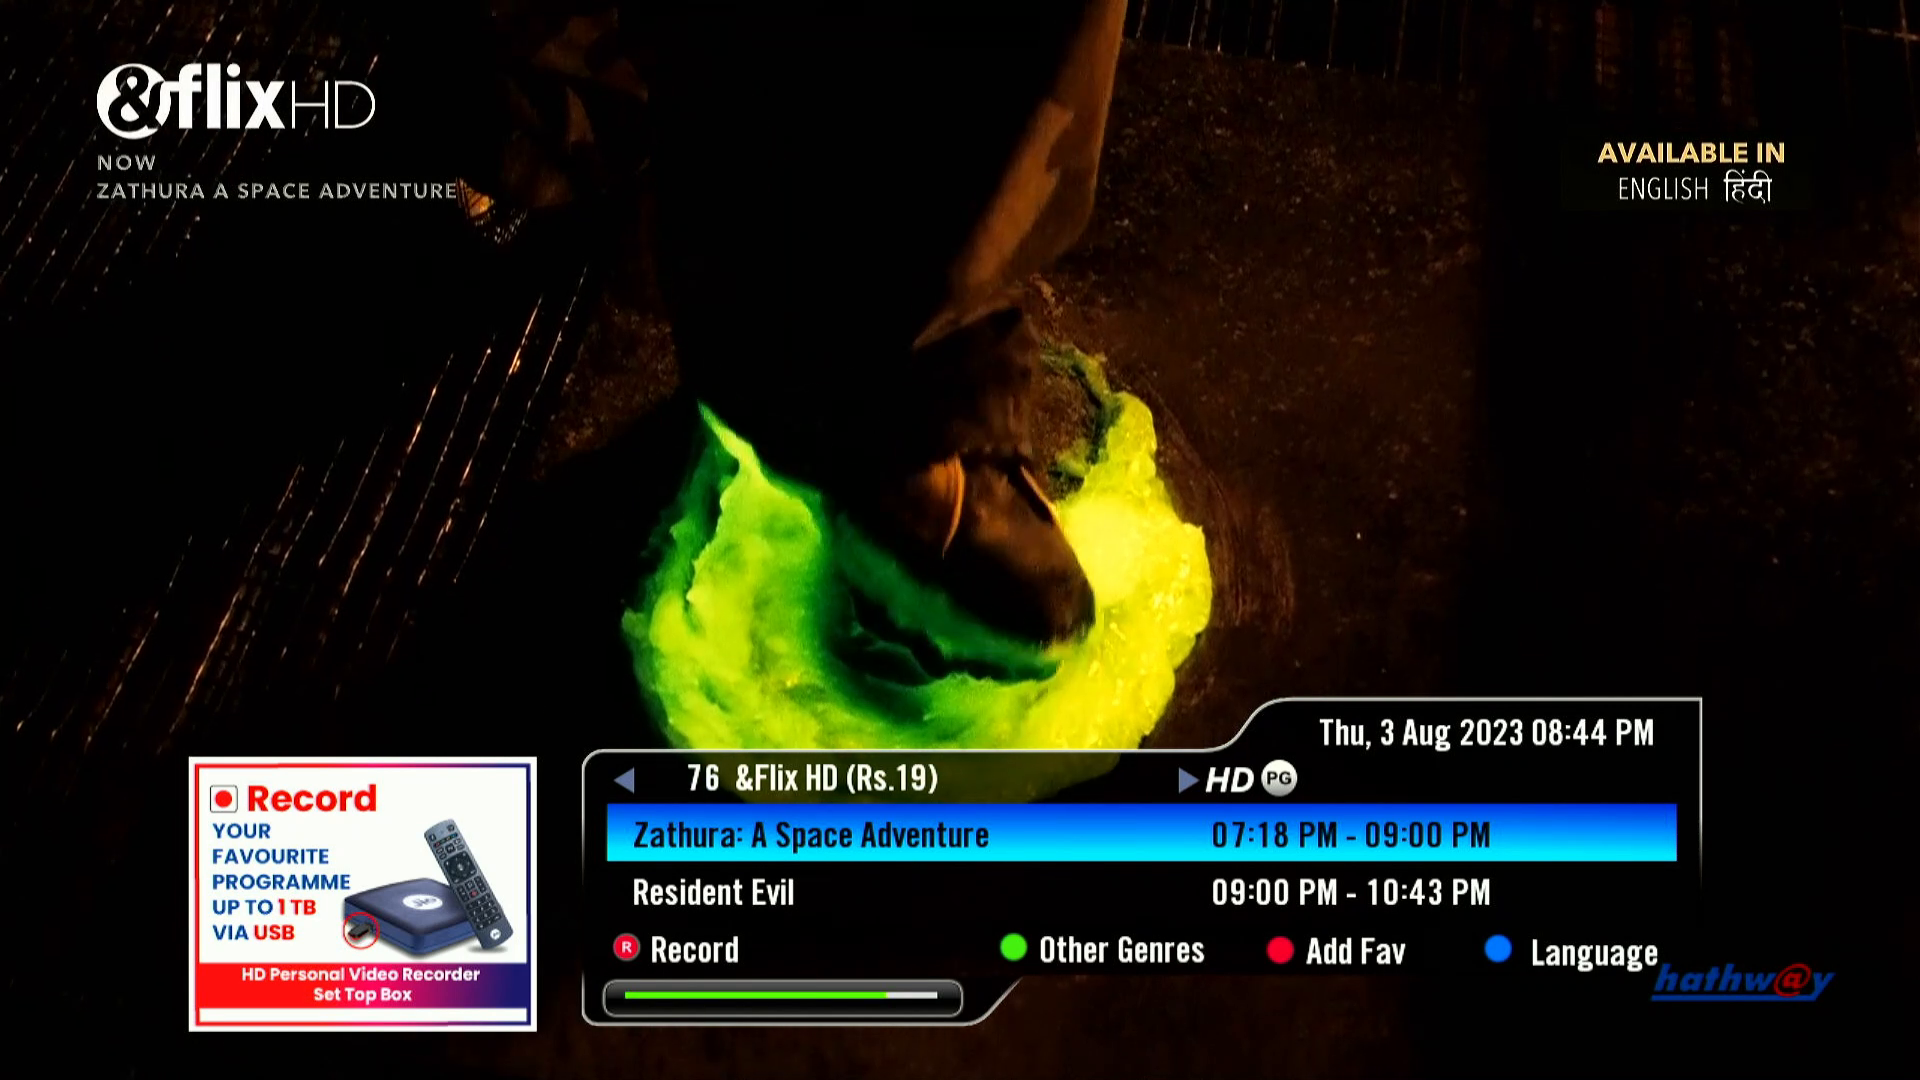 &flix HD
NOW
ZATHURA A SPACE ADVENTURE
AVAILABLE IN
ENGLISH हिंदी
Thu, 3 Aug 2023 08:44 PM
76 &Flix HD (Rs.19) HD PG
Zathura: A Space Adventure 07:18 PM - 09:00 PM
Resident Evil 09:00 PM - 10:43 PM
R Record Other Genres Add Fav Language
hathw@y
Record
YOUR
FAVOURITE
PROGRAMME
UP TO 1 TB
VIA USB
Jio
HD Personal Video Recorder
Set Top Box